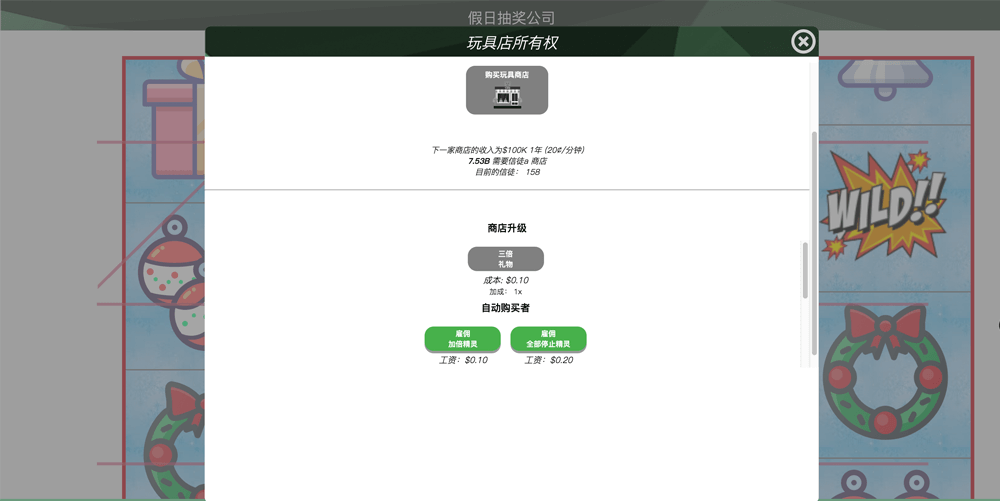 假日抽奖公司
玩具店所有权
购买玩具商店
下一家商店的收入为$100K 1年 (20#/分钟)
7.53B 需要信徒a 商店
目前的信徒： 158
WILD!!
商店升级
三倍
礼物
成本: $0.10
加成： 1x
自动购买者
雇佣
加倍精灵
雇佣
全部停止精灵
工资：$0.10
工资：$0.20